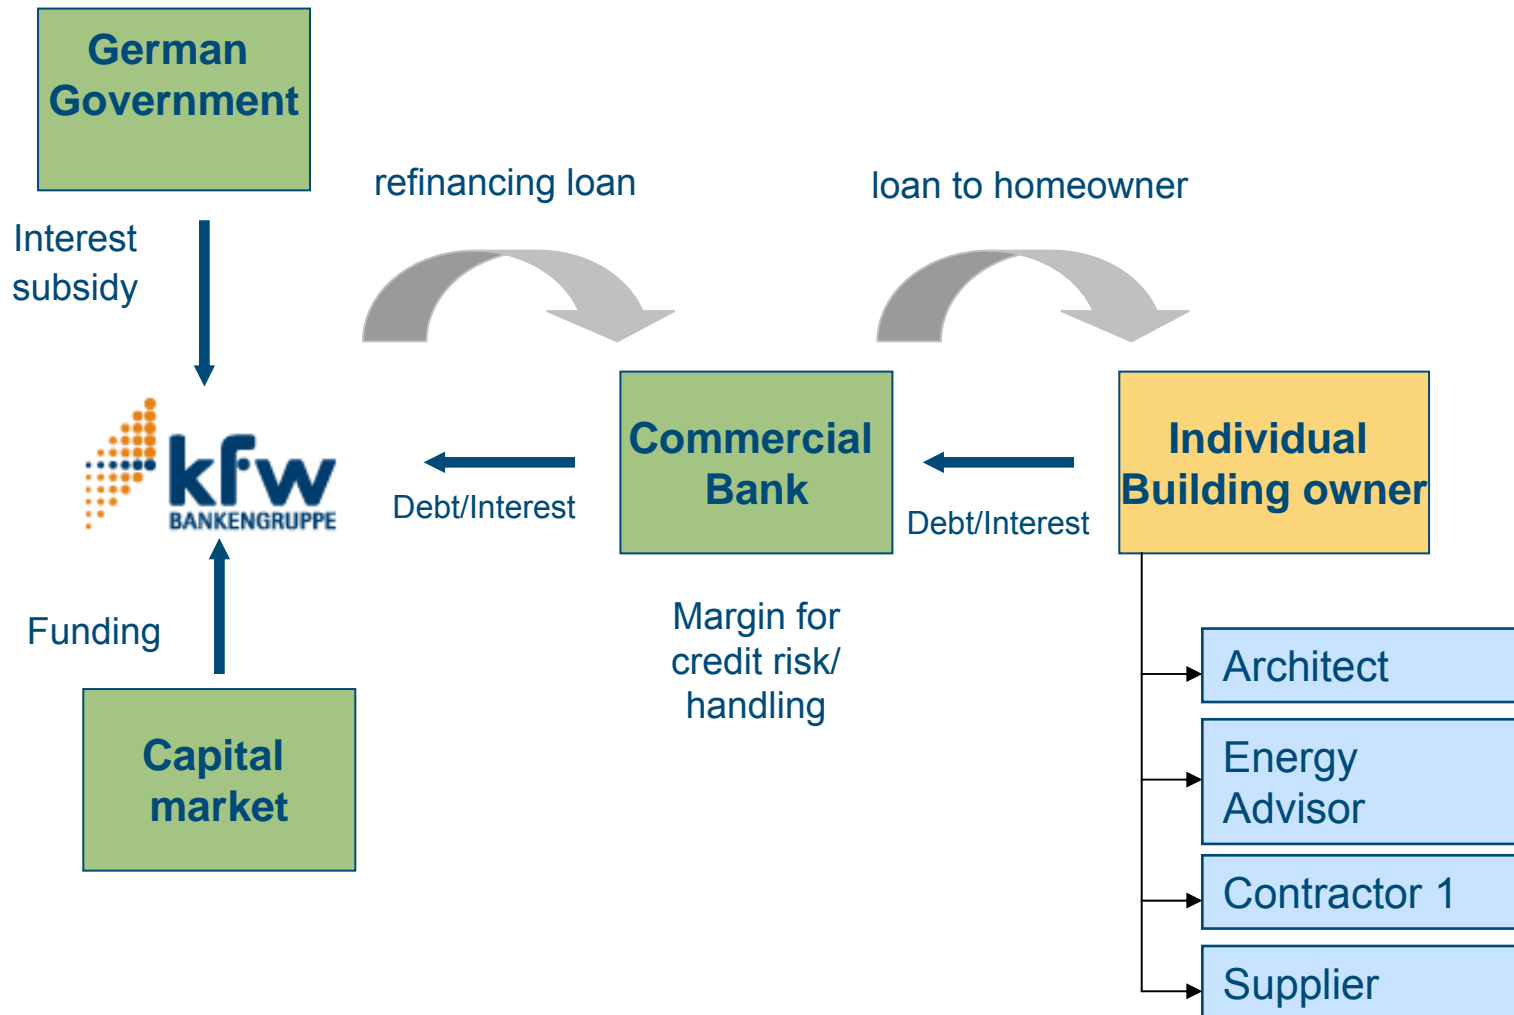 German
Government
refinancing loan
loan to homeowner
Interest
subsidy
kfw
BANKENGRUPPE
Debt/Interest
Commercial
Bank
Debt/Interest
Individual
Building owner
Funding
Margin for
credit risk/
handling
Capital
market
Architect
Energy
Advisor
Contractor 1
Supplier